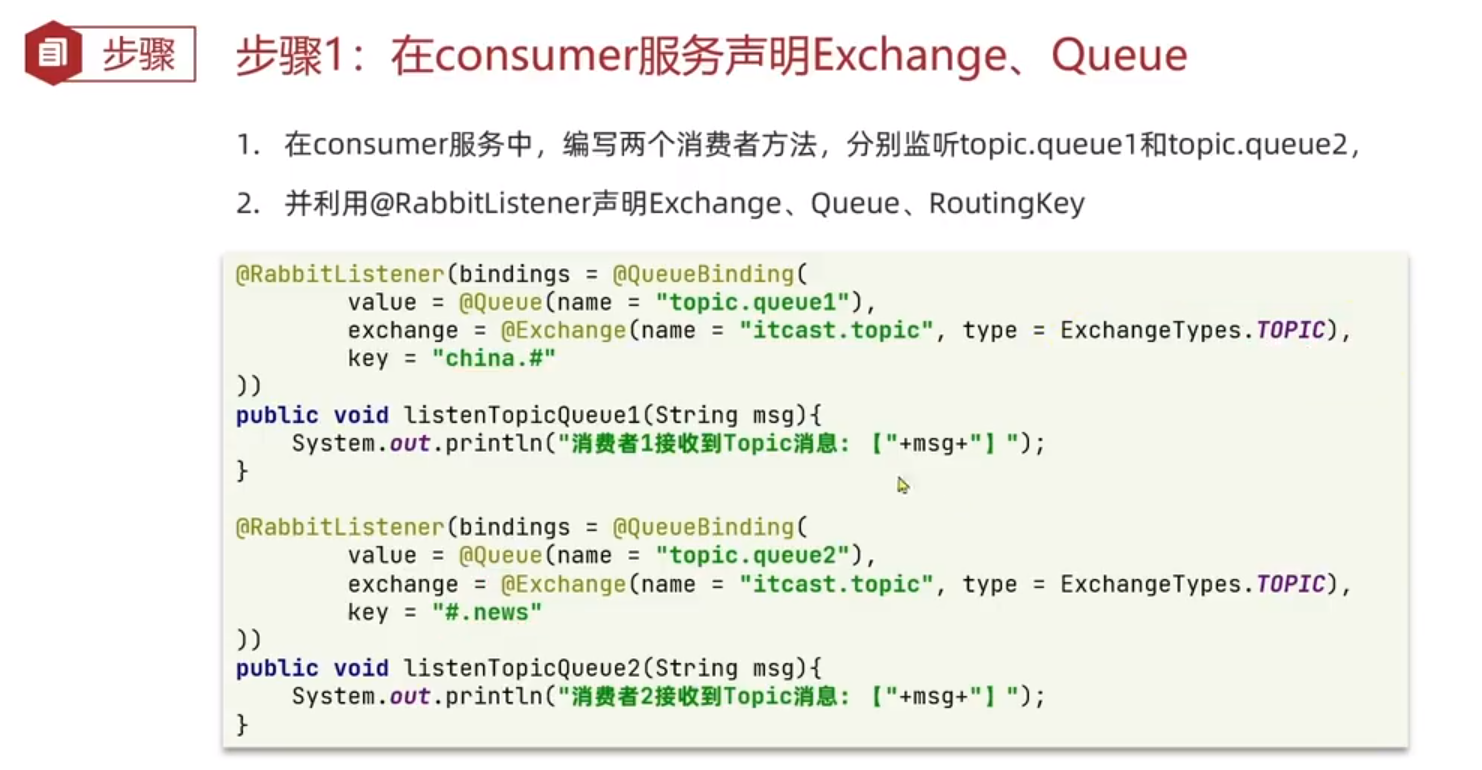 步骤
步骤1：在consumer服务声明Exchange、Queue
1. 在consumer服务中，编写两个消费者方法，分别监听topic.queue1和topic.queue2，
2. 并利用@RabbitListener声明Exchange、Queue、RoutingKey
@RabbitListener(bindings = @QueueBinding(
        value = @Queue(name = "topic.queue1"),
        exchange = @Exchange(name = "itcast.topic", type = ExchangeTypes.TOPIC),
        key = "china.#"
))
public void listenTopicQueue1(String msg){
    System.out.println("消费者1接收到Topic消息：【"+msg+"】");
}
@RabbitListener(bindings = @QueueBinding(
        value = @Queue(name = "topic.queue2"),
        exchange = @Exchange(name = "itcast.topic", type = ExchangeTypes.TOPIC),
        key = "#.news"
))
public void listenTopicQueue2(String msg){
    System.out.println("消费者2接收到Topic消息：【"+msg+"】");
}